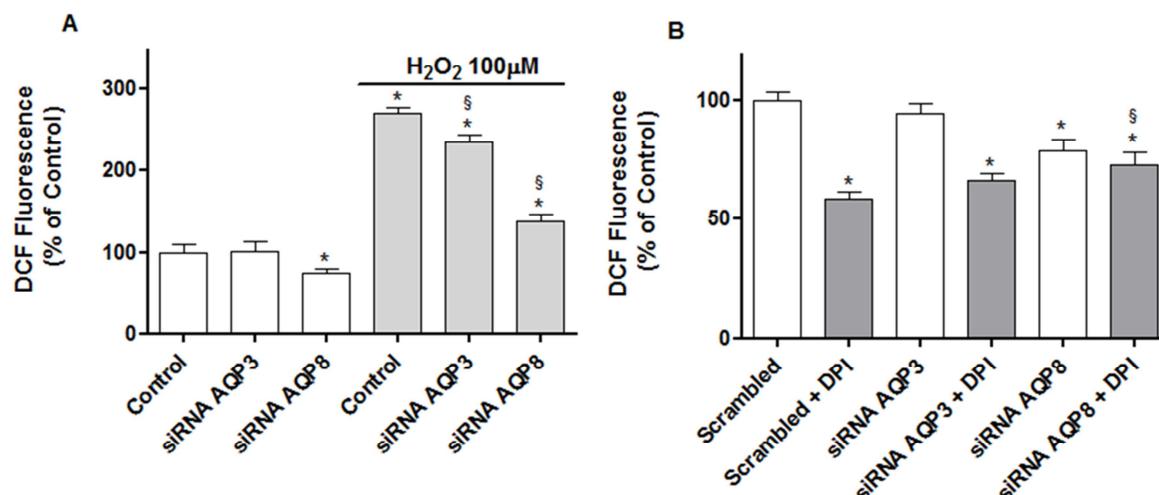 A
H₂O₂ 100µM
DCF Fluorescence
(% of Control)
300
200
100
0
*
*
§
*
§
*
Control
siRNA AQP3
siRNA AQP8
Control
siRNA AQP3
siRNA AQP8
B
DCF Fluorescence
(% of Control)
100
50
0
*
*
*
§
*
Scrambled
Scrambled + DPI
siRNA AQP3
siRNA AQP3 + DPI
siRNA AQP8
siRNA AQP8 + DPI